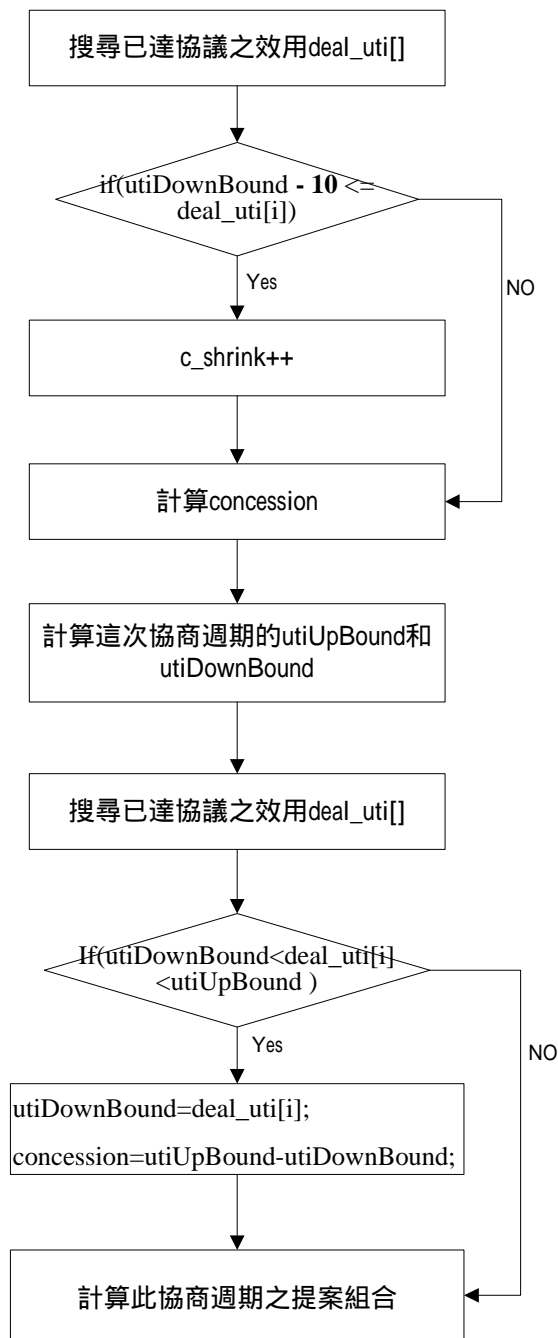 搜尋已達協議之效用deal_uti[]
if(utiDownBound - 10 <=
deal_uti[i])
Yes
NO
c_shrink++
計算concession
計算這次協商週期的utiUpBound和
utiDownBound
搜尋已達協議之效用deal_uti[]
If(utiDownBound<deal_uti[i]
<utiUpBound )
Yes
NO
utiDownBound=deal_uti[i];
concession=utiUpBound-utiDownBound;
計算此協商週期之提案組合